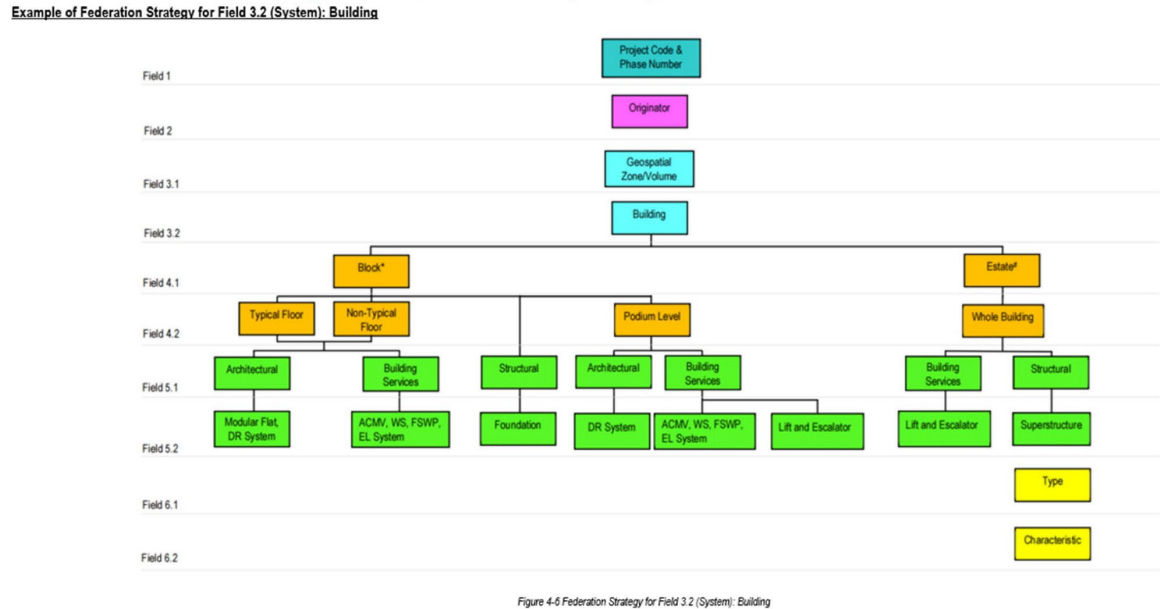 Example of Federation Strategy for Field 3.2 (System): Building
Project Code &
Phase Number
Field 1
Originator
Field 2
Geospatial
Zone/Volume
Field 3.1
Building
Field 3.2
Block*
Estate#
Field 4.1
Typical Floor
Non-Typical
Floor
Podium Level
Whole Building
Field 4.2
Architectural
Building
Services
Structural
Architectural
Building
Services
Building
Services
Structural
Field 5.1
Modular Flat,
DR System
ACMV, WS, FSWP,
EL System
Foundation
DR System
ACMV, WS, FSWP,
EL System
Lift and Escalator
Lift and Escalator
Superstructure
Field 5.2
Type
Field 6.1
Characteristic
Field 6.2
Figure 4-6 Federation Strategy for Field 3.2 (System): Building